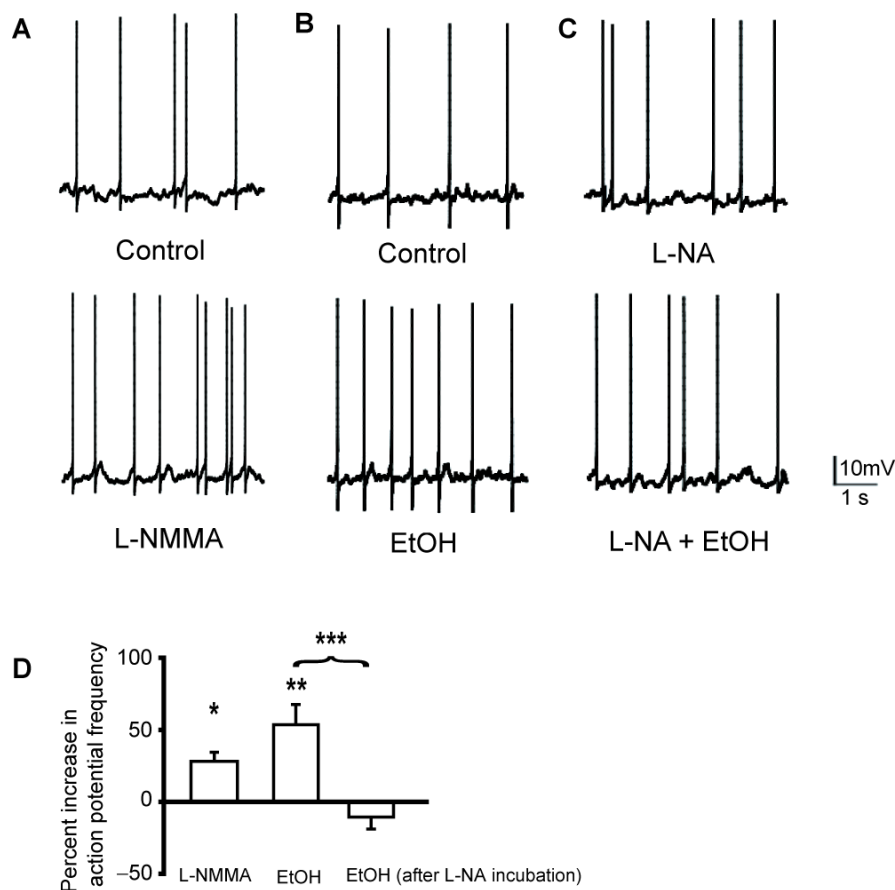 A
B
C
Control
Control
L-NA
L-NMMA
EtOH
L-NA + EtOH
10mV
1 s
D
***
*
**
Percent increase in
action potential frequency
100
50
0
−50
L-NMMA
EtOH
EtOH (after L-NA incubation)